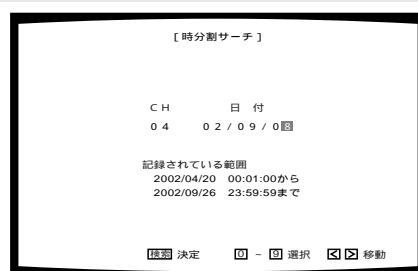 [時分割サーチ]
CH 日 付
04 02/09/08
記録されている範囲
2002/04/20 00:01:00から
2002/09/26 23:59:59まで
検索 決定 0 ~ 9 選択 < > 移動